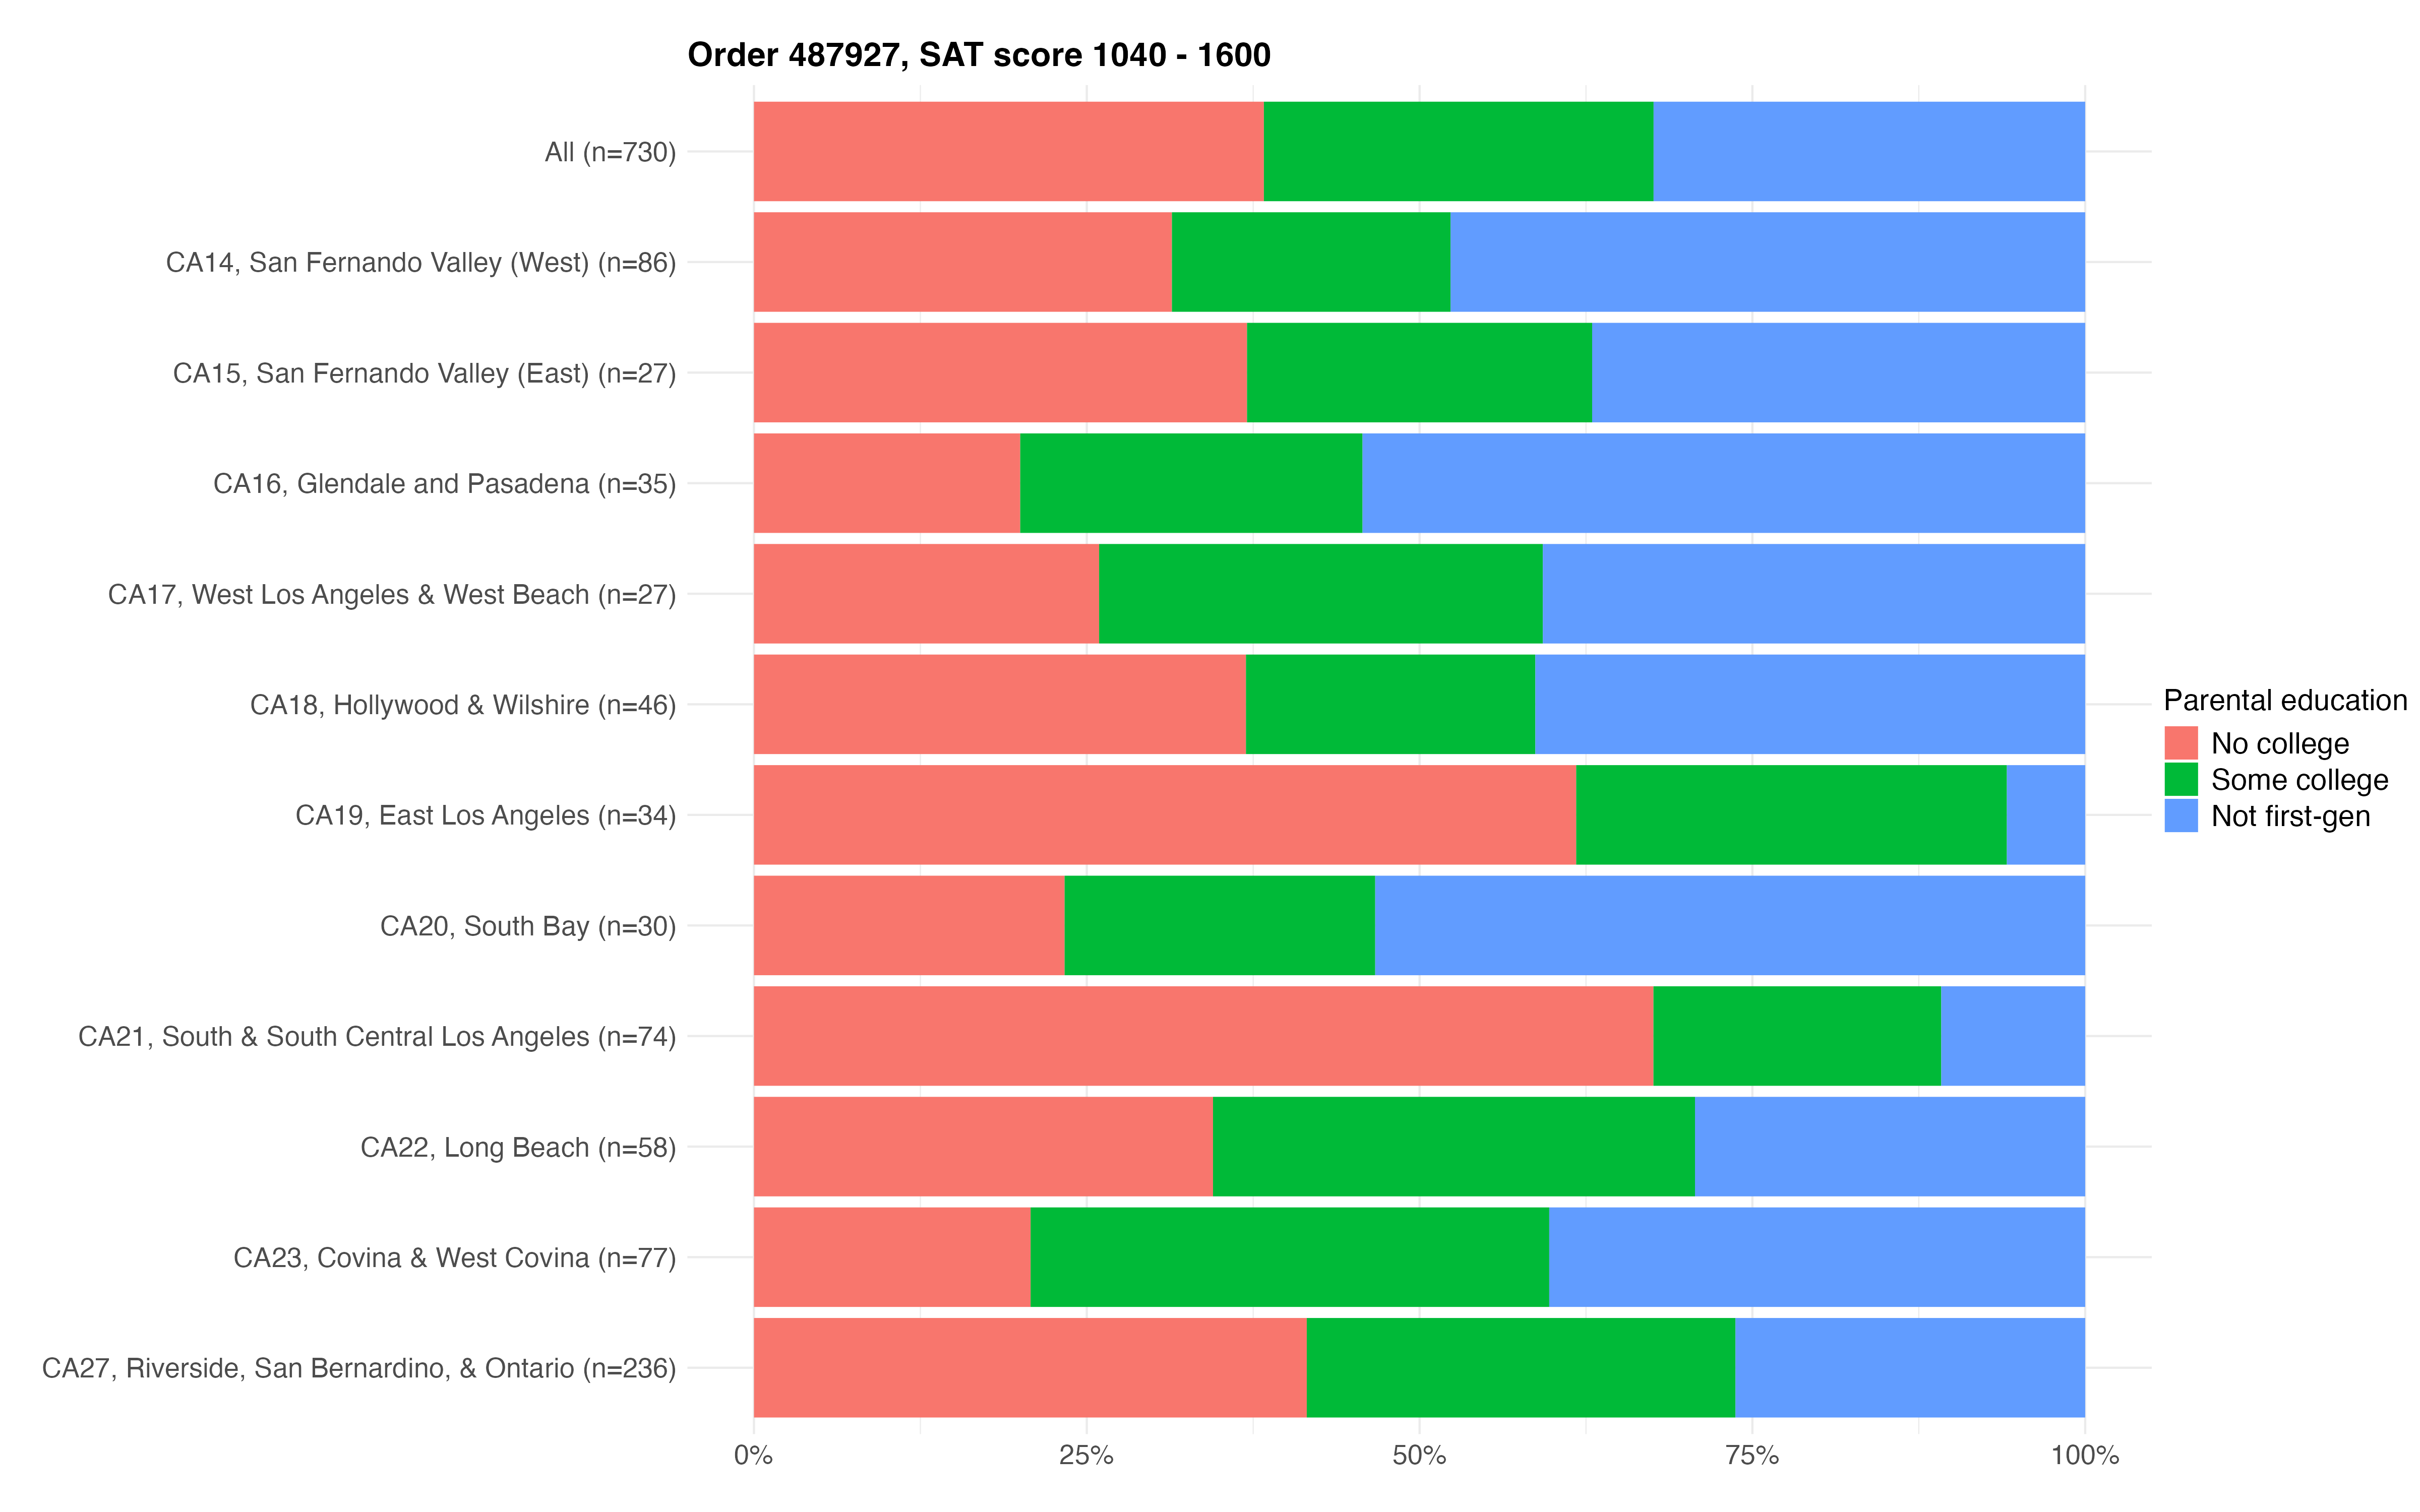 Order 487927, SAT score 1040 - 1600
All (n=730)
CA14, San Fernando Valley (West) (n=86)
CA15, San Fernando Valley (East) (n=27)
CA16, Glendale and Pasadena (n=35)
CA17, West Los Angeles & West Beach (n=27)
CA18, Hollywood & Wilshire (n=46)
CA19, East Los Angeles (n=34)
CA20, South Bay (n=30)
CA21, South & South Central Los Angeles (n=74)
CA22, Long Beach (n=58)
CA23, Covina & West Covina (n=77)
CA27, Riverside, San Bernardino, & Ontario (n=236)
0% 25% 50% 75% 100%
Parental education
No college
Some college
Not first-gen